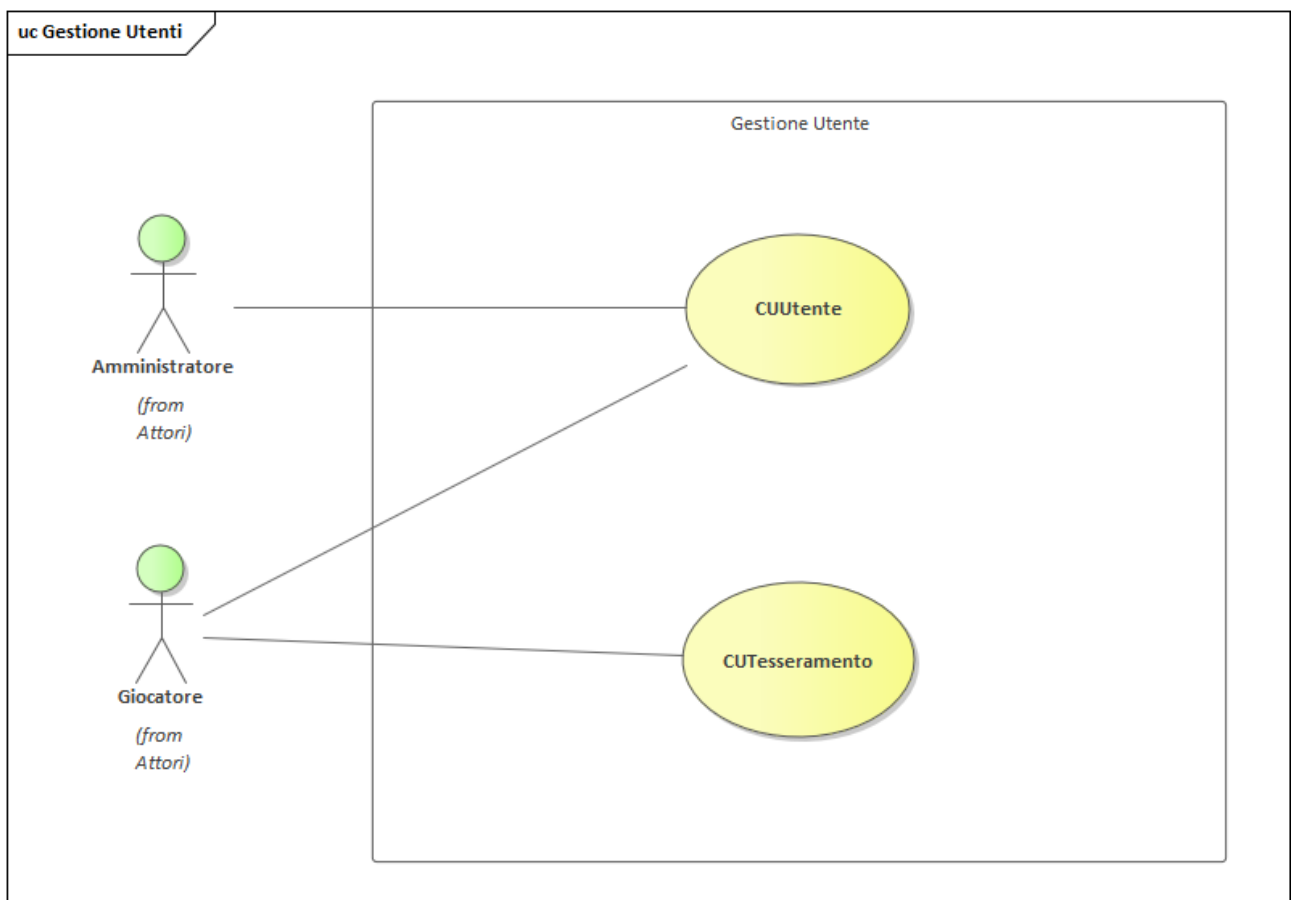 uc Gestione Utenti
Gestione Utente
CUUtente
Amministratore
(from
Attori)
CUTesseramento
Giocatore
(from
Attori)